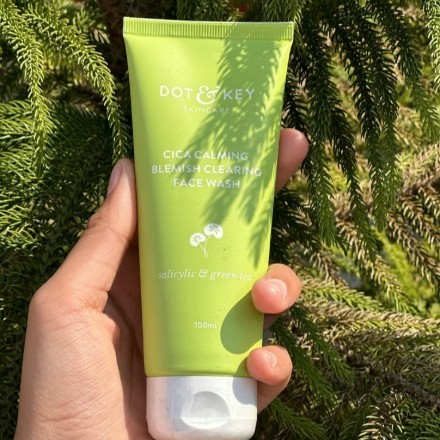 DOT & KEY
SKINCARE
CICA CALMING
BLEMISH CLEARING
FACE WASH
salicylic & green tea
100ml